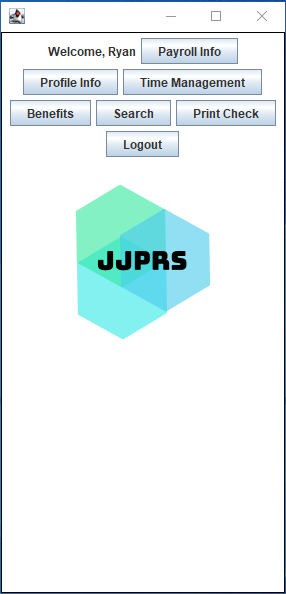 Welcome, Ryan Payroll Info
Profile Info Time Management
Benefits Search Print Check
Logout
JJPRS